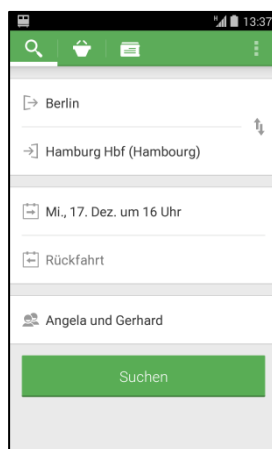 13:37
Berlin
Hamburg Hbf (Hambourg)
Mi., 17. Dez. um 16 Uhr
Rückfahrt
Angela und Gerhard
Suchen